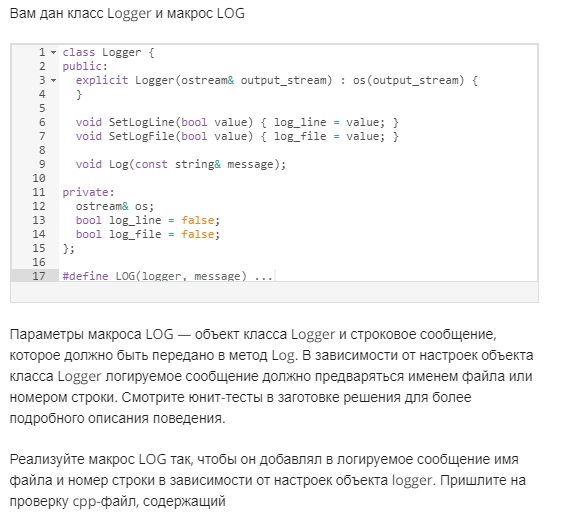 Вам дан класс Logger и макрос LOG
1 class Logger {
2 public:
3   explicit Logger(ostream& output_stream) : os(output_stream) {
4   }
5
6   void SetLogLine(bool value) { log_line = value; }
7   void SetLogFile(bool value) { log_file = value; }
8
9   void Log(const string& message);
10
11 private:
12   ostream& os;
13   bool log_line = false;
14   bool log_file = false;
15 };
16
17 #define LOG(logger, message) ...
Параметры макроса LOG — объект класса Logger и строковое сообщение,
которое должно быть передано в метод Log. В зависимости от настроек объекта
класса Logger логируемое сообщение должно предваряться именем файла или
номером строки. Смотрите юнит-тесты в заготовке решения для более
подробного описания поведения.
Реализуйте макрос LOG так, чтобы он добавлял в логируемое сообщение имя
файла и номер строки в зависимости от настроек объекта logger. Пришлите на
проверку cpp-файл, содержащий